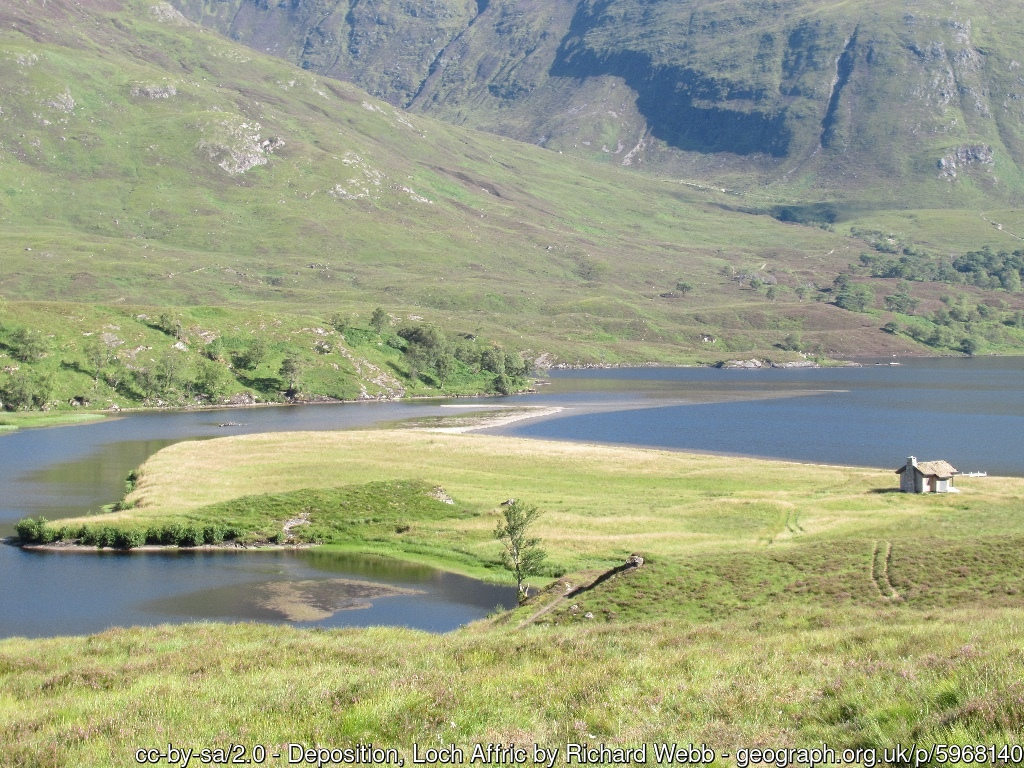 cc-by-sa/2.0 - Deposition, Loch Affric by Richard Webb - geograph.org.uk/p/5968140